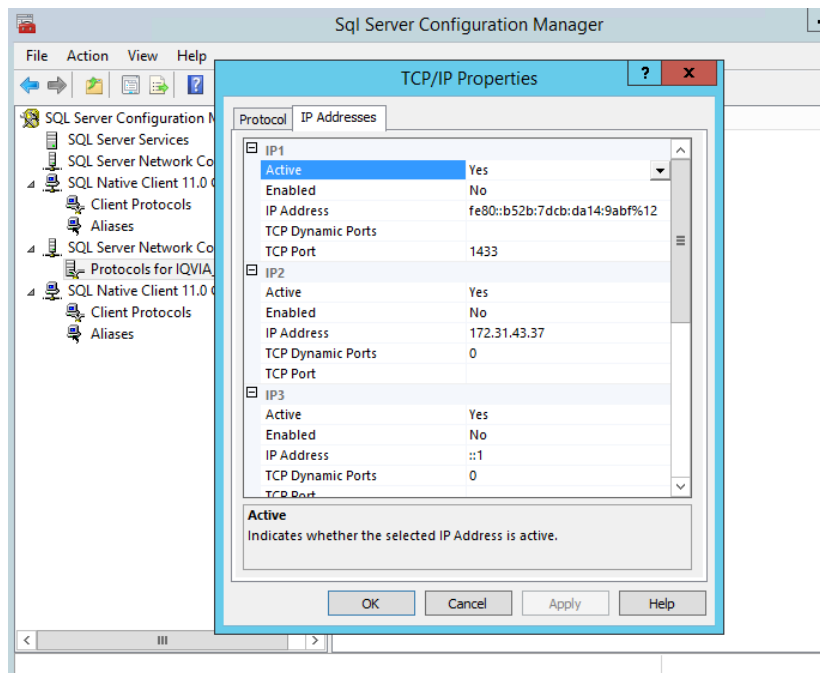 Sql Server Configuration Manager
File Action View Help
TCP/IP Properties
?
x
SQL Server Configuration M
SQL Server Services
SQL Server Network Co
SQL Native Client 11.0
Client Protocols
Aliases
SQL Server Network Co
Protocols for IQVIA_
SQL Native Client 11.0
Client Protocols
Aliases
Protocol IP Addresses
IP1
Active Yes
Enabled No
IP Address fe80::b52b:7dcb:da14:9abf%12
TCP Dynamic Ports
TCP Port 1433
IP2
Active Yes
Enabled No
IP Address 172.31.43.37
TCP Dynamic Ports 0
TCP Port
IP3
Active Yes
Enabled No
IP Address ::1
TCP Dynamic Ports 0
TCP Port
Active
Indicates whether the selected IP Address is active.
OK Cancel Apply Help